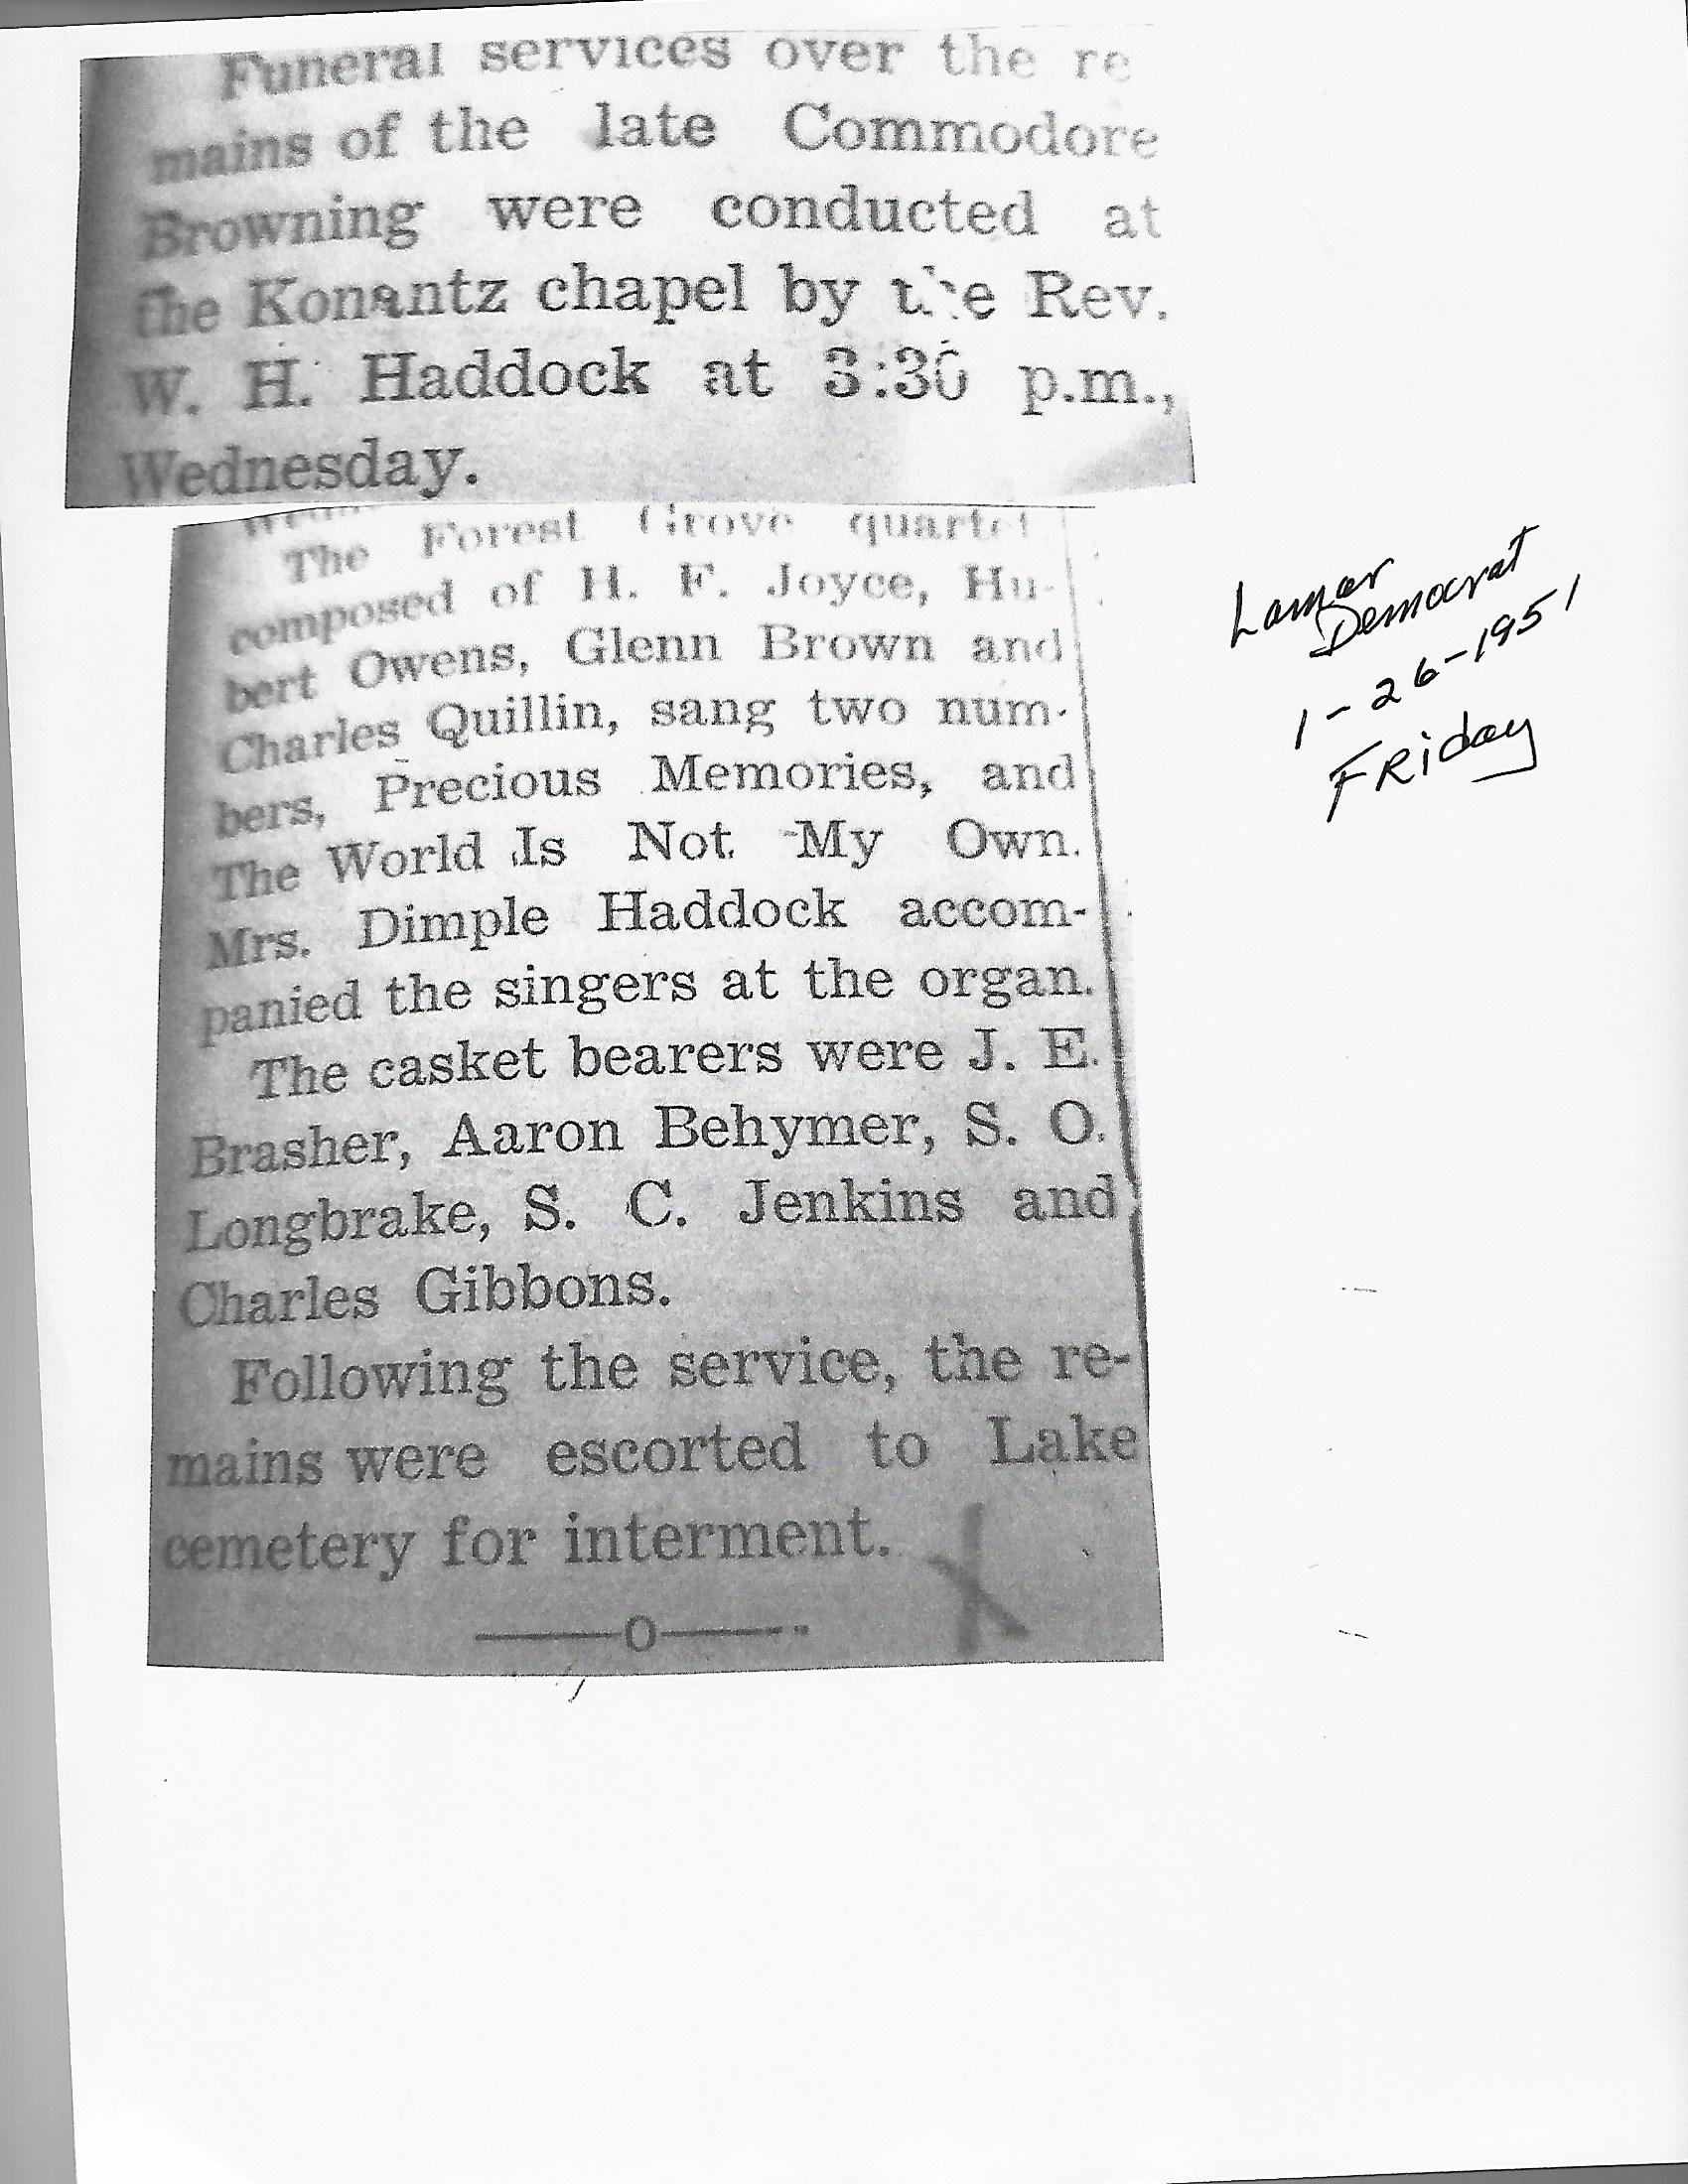 Funeral services over the re
mains of the late Commodore
Browning were conducted at
the Konantz chapel by the Rev.
W. H. Haddock at 3:30 p.m.,
Wednesday.
The Forest Grove quartet
composed of H. F. Joyce, Hu-
bert Owens, Glenn Brown and
Charles Quillin, sang two num-
bers, Precious Memories, and
The World Is Not My Own.
Mrs. Dimple Haddock accom-
panied the singers at the organ.
The casket bearers were J. E.
Brasher, Aaron Behymer, S. O.
Longbrake, S. C. Jenkins and
Charles Gibbons.
Following the service, the re-
mains were escorted to Lake
cemetery for interment.
——o——
Lamar
Democrat
1-26-1951
Friday